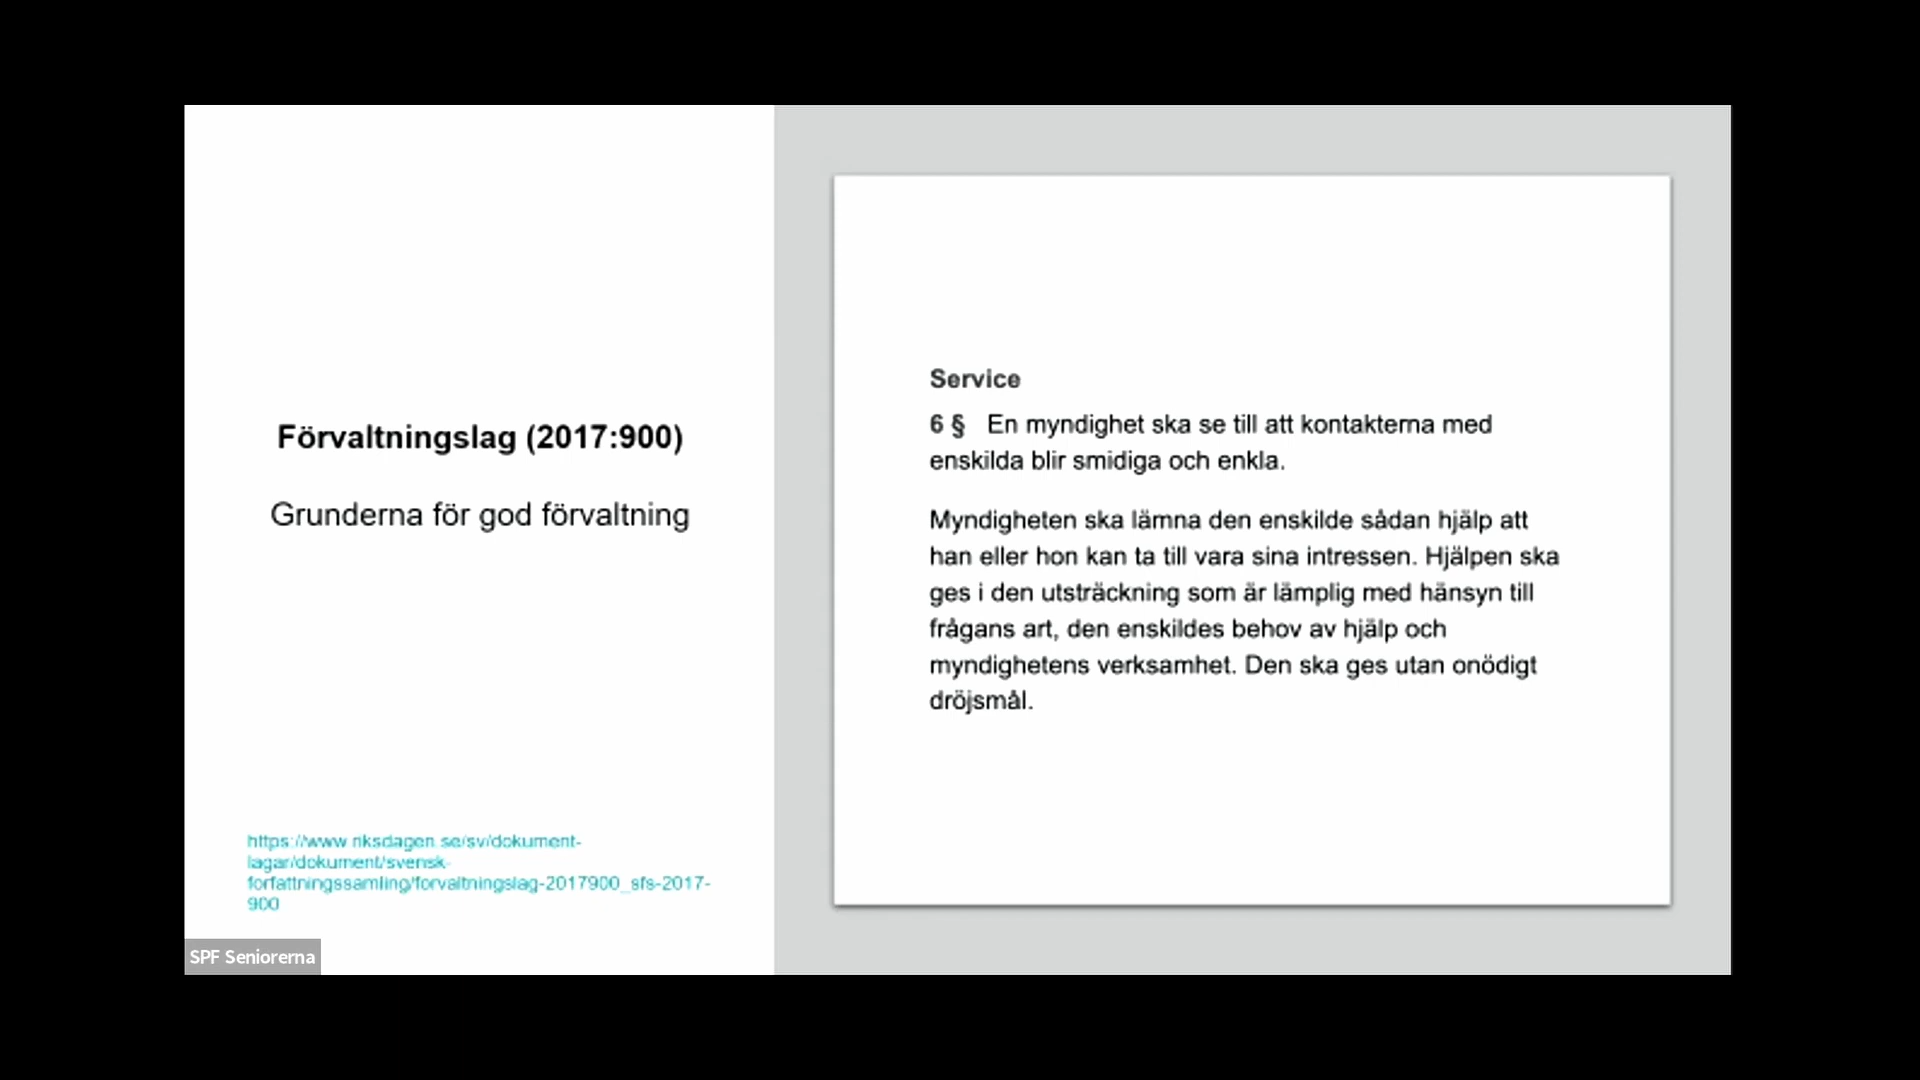 Förvaltningslag (2017:900)
Grunderna för god förvaltning
https://www.riksdagen.se/sv/dokument-
lagar/dokument/svensk-
forfattningssamling/forvaltningslag-2017900_sfs-2017-
900
SPF Seniorerna
Service
6 § En myndighet ska se till att kontakterna med
enskilda blir smidiga och enkla.
Myndigheten ska lämna den enskilde sådan hjälp att
han eller hon kan ta till vara sina intressen. Hjälpen ska
ges i den utsträckning som är lämplig med hänsyn till
frågans art, den enskildes behov av hjälp och
myndighetens verksamhet. Den ska ges utan onödigt
dröjsmål.